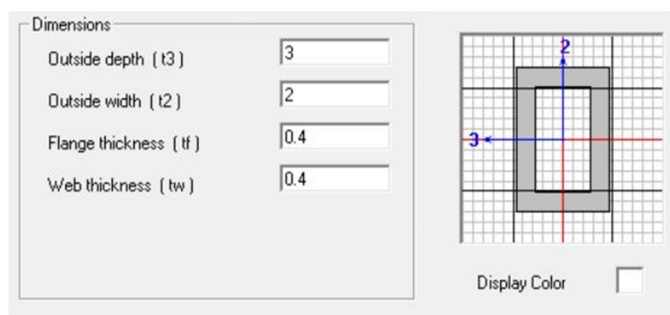 Dimensions
Outside depth ( t3 )
3
Outside width ( t2 )
2
Flange thickness ( tf )
0.4
Web thickness ( tw )
0.4
2
3
Display Color